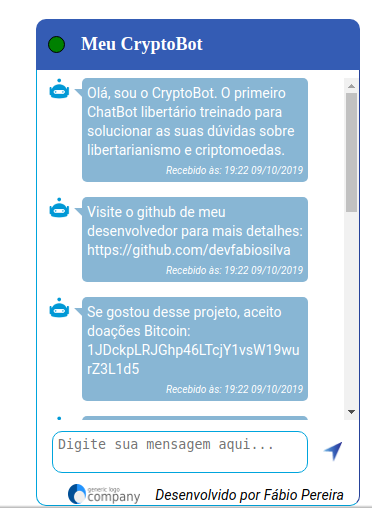 Meu CryptoBot
Olá, sou o CryptoBot. O primeiro
ChatBot libertário treinado para
solucionar as suas dúvidas sobre
libertarianismo e criptomoedas.
Recebido às: 19:22 09/10/2019
Visite o github de meu
desenvolvedor para mais detalhes:
https://github.com/devfabiosilva
Recebido às: 19:22 09/10/2019
Se gostou desse projeto, aceito
doações Bitcoin:
1JDckpLRJGhp46LTcjY1vsW19wu
rZ3L1d5
Recebido às: 19:22 09/10/2019
Digite sua mensagem aqui...
generic logo
company
Desenvolvido por Fábio Pereira